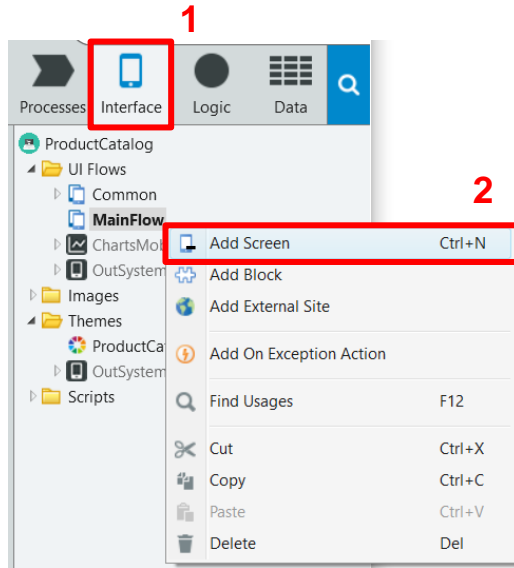 1
Processes Interface Logic Data
ProductCatalog
UI Flows
Common
2
MainFlow
ChartsMob
Add Screen Ctrl+N
OutSystem
Add Block
Images
Add External Site
Themes
ProductCa
Add On Exception Action
OutSystem
Scripts
Find Usages F12
Cut Ctrl+X
Copy Ctrl+C
Paste Ctrl+V
Delete Del